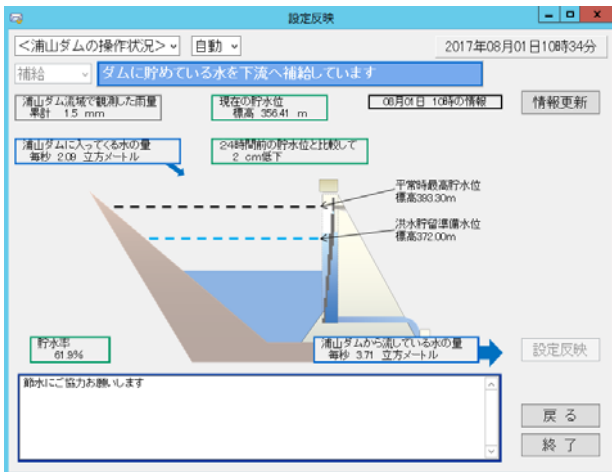 設定反映
<浦山ダムの操作状況> 自動 2017年08月01日10時34分
補給 ダムに貯めている水を下流へ補給しています
浦山ダム流域で観測した雨量
累計 15 mm
現在の貯水位
標高 356.41 m
08月01日 10時の情報
情報更新
浦山ダムに入ってくる水の量
毎秒 2.09 立方メートル
24時間前の貯水位と比較して
2 cm低下
平常時最高貯水位
標高393.30m
洪水貯留準備水位
標高372.00m
貯水率
61.9%
浦山ダムから流している水の量
毎秒 3.71 立方メートル
設定反映
節水にご協力お願いします
戻る
終了